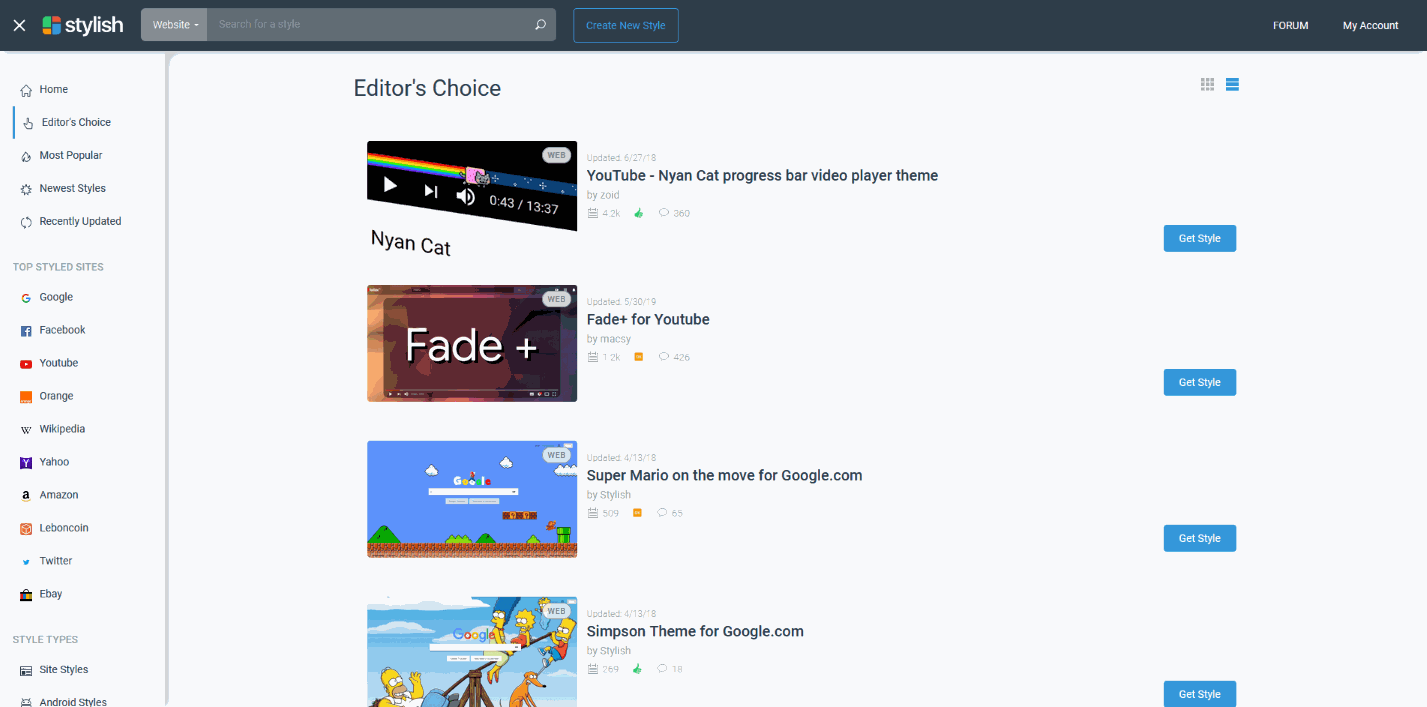 stylish
Website
Search for a style
Create New Style
FORUM
My Account
Home
Editor's Choice
Most Popular
Newest Styles
Recently Updated
TOP STYLED SITES
Google
Facebook
Youtube
Orange
Wikipedia
Yahoo
Amazon
Leboncoin
Twitter
Ebay
STYLE TYPES
Site Styles
Android Styles
Editor's Choice
WEB
0:43 / 13:37
Nyan Cat
Updated: 6/27/18
YouTube - Nyan Cat progress bar video player theme
by zoid
4.2k 360
Get Style
WEB
Fade +
Updated: 5/30/19
Fade+ for Youtube
by macsy
1.2k 426
Get Style
WEB
Google
Updated: 4/13/18
Super Mario on the move for Google.com
by Stylish
509 65
Get Style
WEB
Google
Updated: 4/13/18
Simpson Theme for Google.com
by Stylish
269 18
Get Style